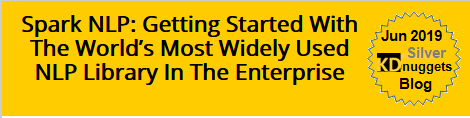 Spark NLP: Getting Started With
The World’s Most Widely Used
NLP Library In The Enterprise
Jun 2019
Silver
KDnuggets
Blog